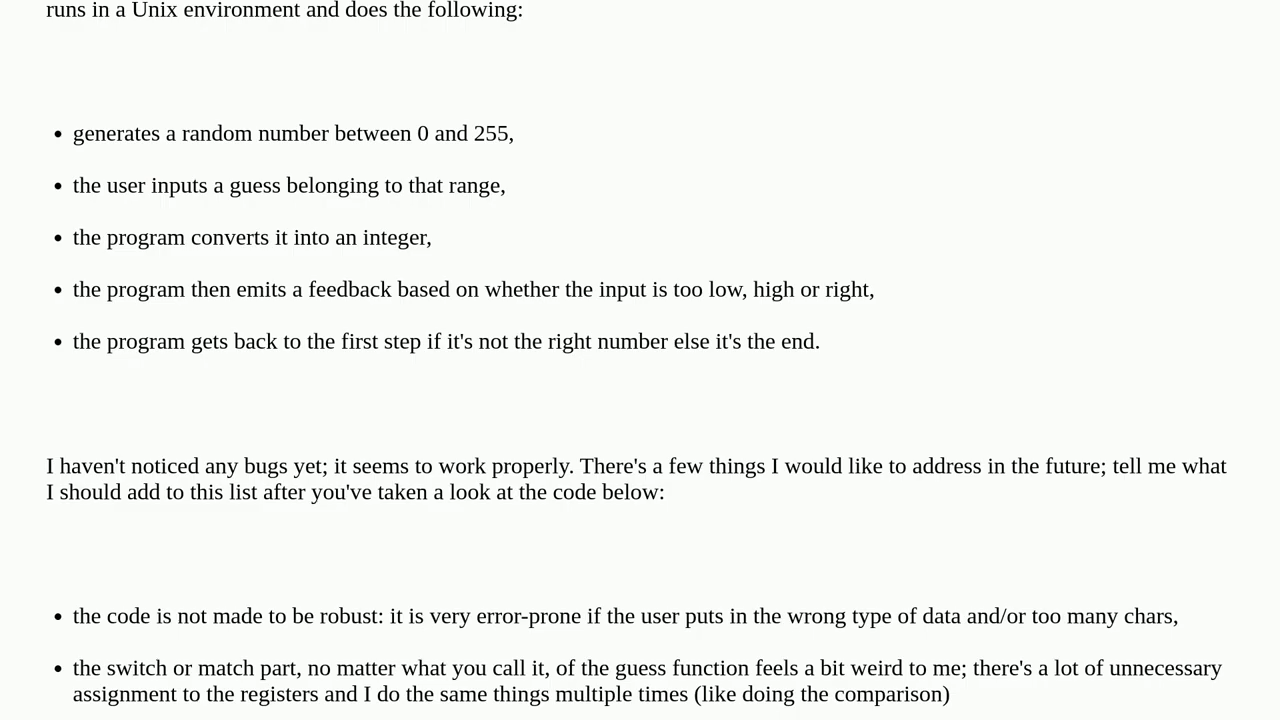 runs in a Unix environment and does the following:
• generates a random number between 0 and 255,
• the user inputs a guess belonging to that range,
• the program converts it into an integer,
• the program then emits a feedback based on whether the input is too low, high or right,
• the program gets back to the first step if it's not the right number else it's the end.
I haven't noticed any bugs yet; it seems to work properly. There's a few things I would like to address in the future; tell me what
I should add to this list after you've taken a look at the code below:
• the code is not made to be robust: it is very error-prone if the user puts in the wrong type of data and/or too many chars,
• the switch or match part, no matter what you call it, of the guess function feels a bit weird to me; there's a lot of unnecessary
assignment to the registers and I do the same things multiple times (like doing the comparison)